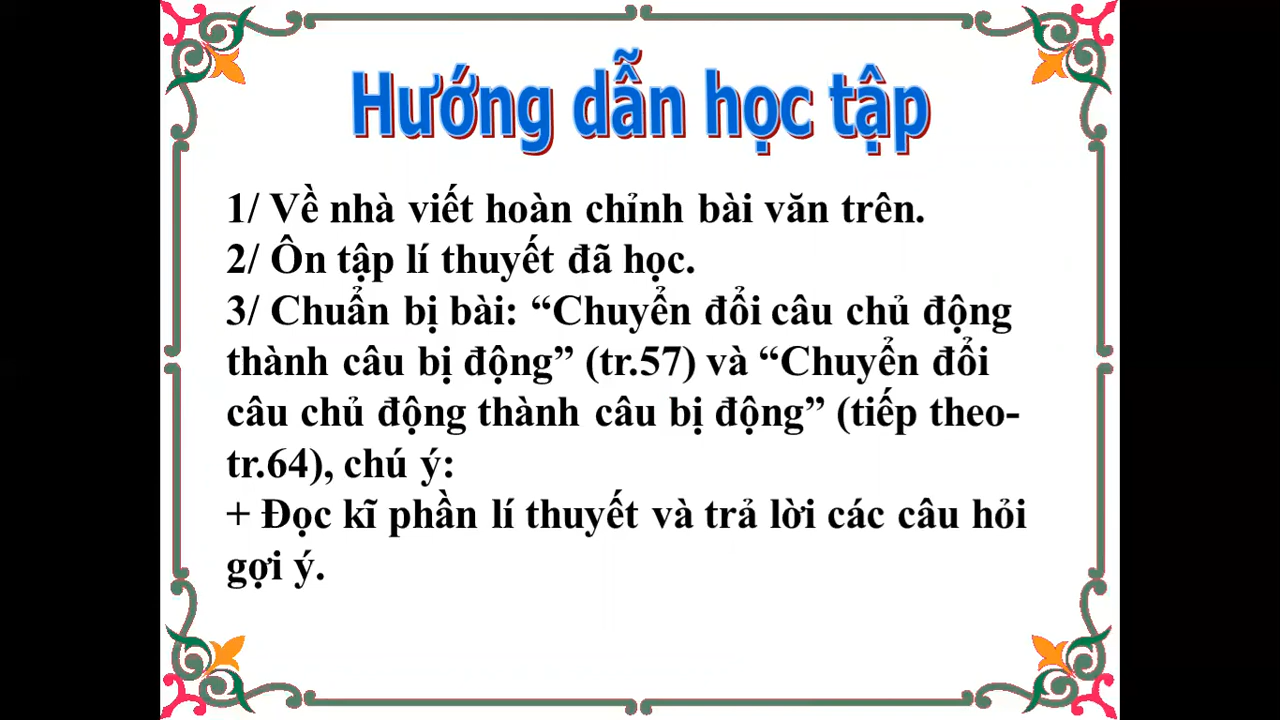 Hướng dẫn học tập
1/ Về nhà viết hoàn chỉnh bài văn trên.
2/ Ôn tập lí thuyết đã học.
3/ Chuẩn bị bài: “Chuyển đổi câu chủ động
thành câu bị động” (tr.57) và “Chuyển đổi
câu chủ động thành câu bị động” (tiếp theo-
tr.64), chú ý:
+ Đọc kĩ phần lí thuyết và trả lời các câu hỏi
gợi ý.